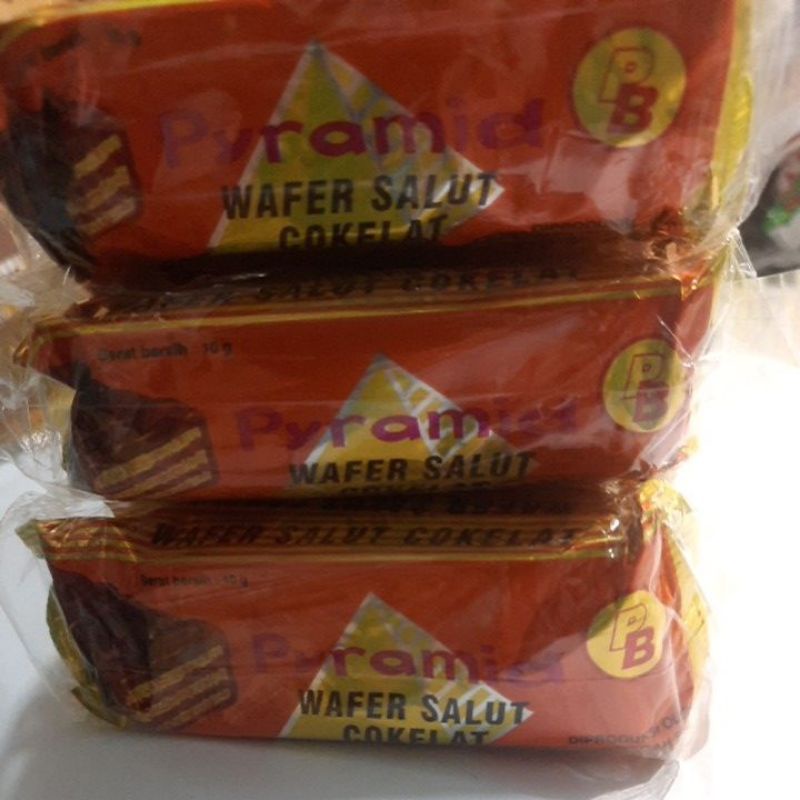 PB
Pyramid
WAFER SALUT
COKELAT
WAFER SALUT COKELAT
Berat bersih : 10 g
PB
Pyramid
WAFER SALUT
COKELAT
WAFER SALUT COKELAT
Berat bersih : 10 g
PB
Pyramid
WAFER SALUT
COKELAT